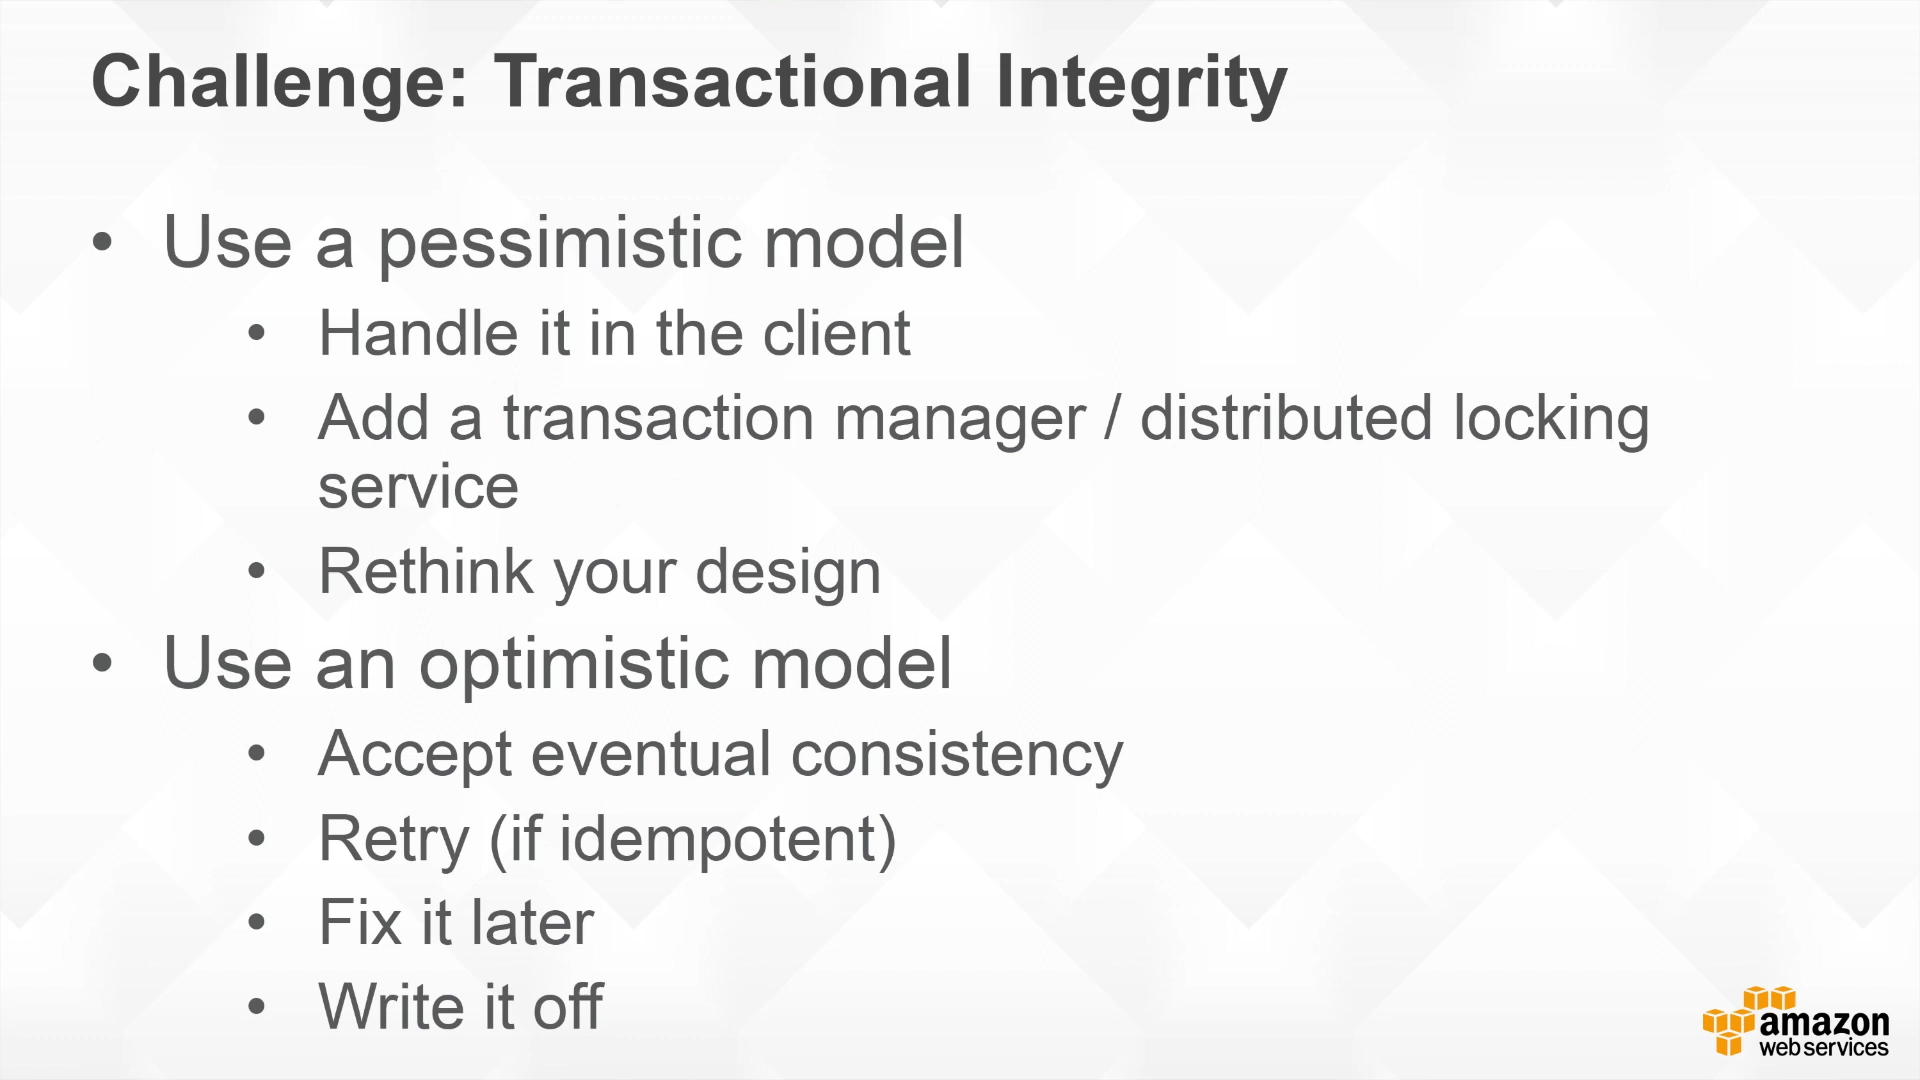 Challenge: Transactional Integrity
• Use a pessimistic model
• Handle it in the client
• Add a transaction manager / distributed locking
service
• Rethink your design
• Use an optimistic model
• Accept eventual consistency
• Retry (if idempotent)
• Fix it later
• Write it off
amazon
web services